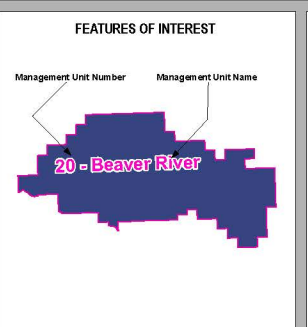 FEATURES OF INTEREST
Management Unit Number Management Unit Name
20 - Beaver River